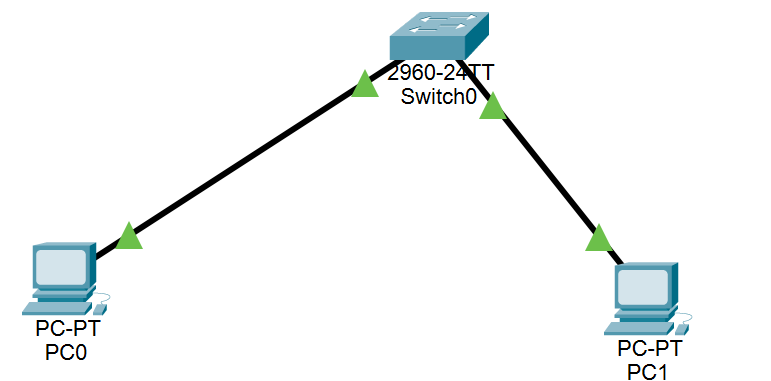 2960-24TT
Switch0
PC-PT
PC0
PC-PT
PC1